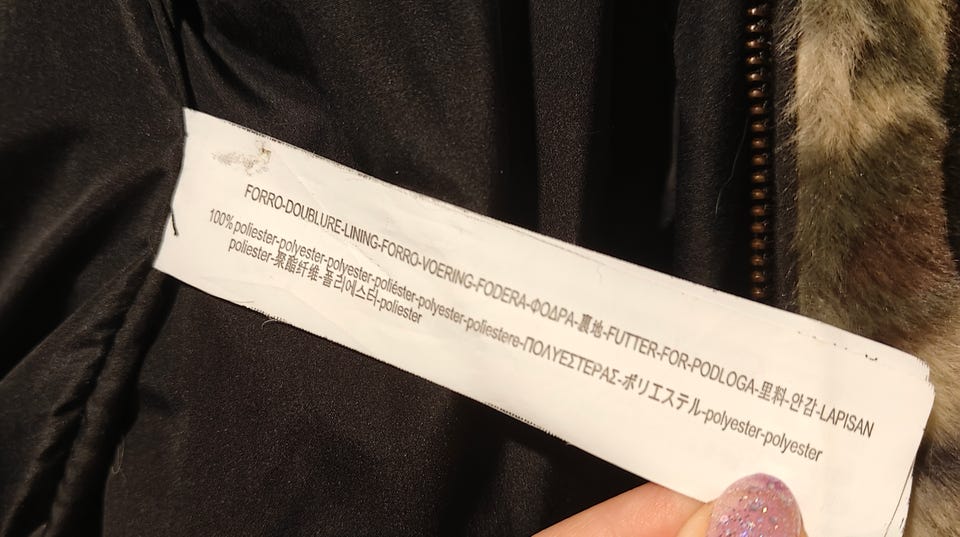 FORRO-DOUBLURE-LINING-FORRO-VOERING-FODERA-ΦΟΔΡΑ-裏地-FUTTER-FOR-PODLOGA-里料-안감-LAPISAN
100% poliester-polyester-polyester-poliéster-polyester-poliestere-ΠΟΛΥΕΣΤΕΡΑΣ-ポリエステル-polyester-polyester
poliester-聚酯纤维-폴리에스터-poliester